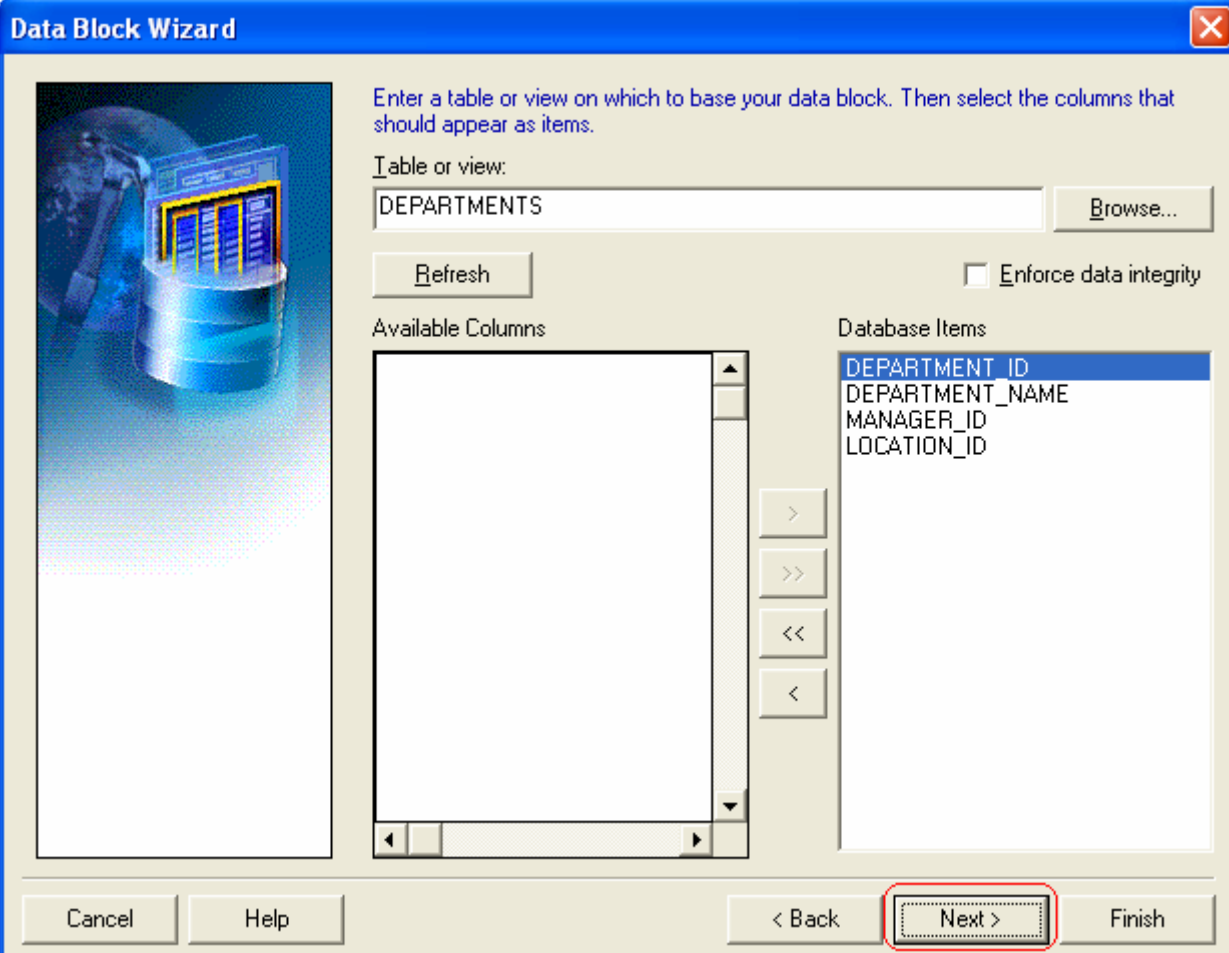 Data Block Wizard
Enter a table or view on which to base your data block. Then select the columns that
should appear as items.
Table or view:
DEPARTMENTS
Browse...
Refresh
Enforce data integrity
Available Columns
Database Items
DEPARTMENT_ID
DEPARTMENT_NAME
MANAGER_ID
LOCATION_ID
>
>>
<<
<
Cancel
Help
< Back
Next >
Finish